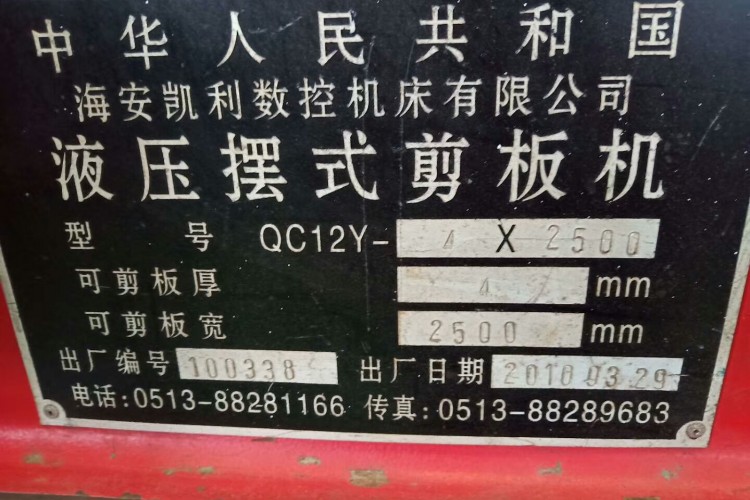 中华人民共和国
海安凯利数控机床有限公司
液压摆式剪板机
型 号 QC12Y- 4 X 2500
可剪板厚 4 mm
可剪板宽 2500 mm
出厂编号 100338 出厂日期 2010 03 29
电话:0513-88281166 传真:0513-88289683